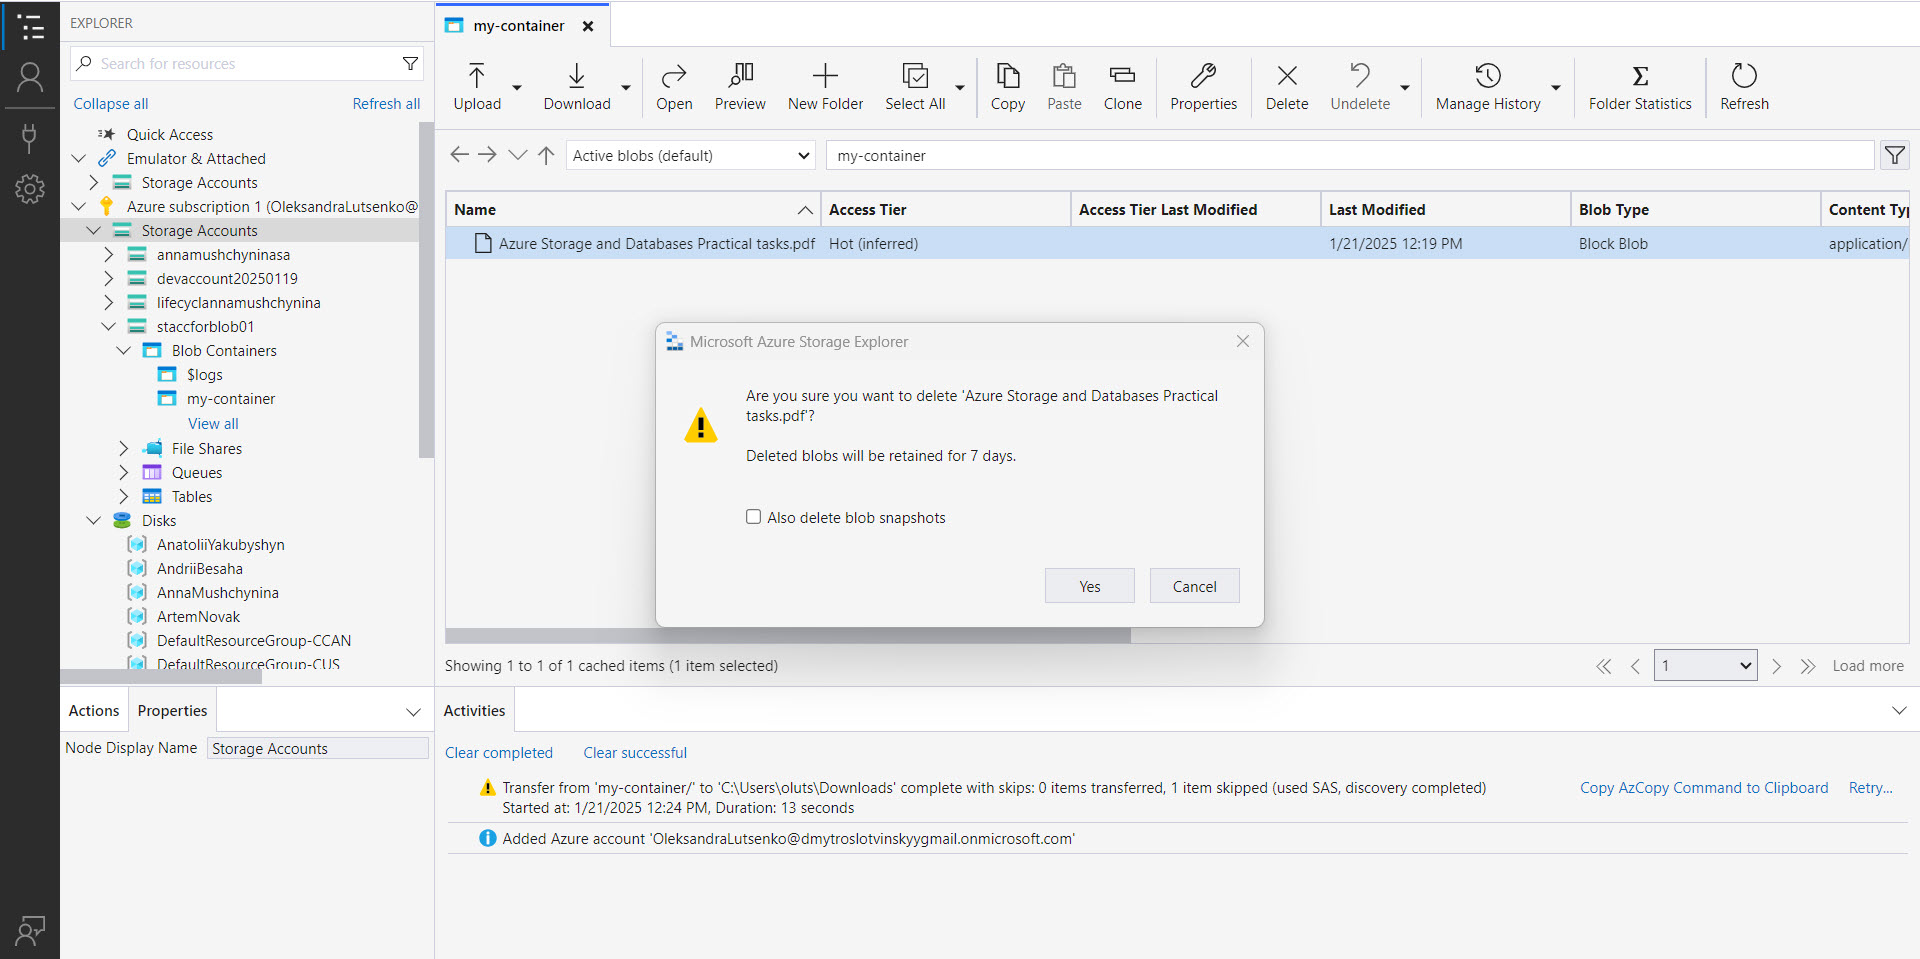 EXPLORER
Search for resources
Collapse all Refresh all
Quick Access
Emulator & Attached
Storage Accounts
Azure subscription 1 (OleksandraLutsenko@
Storage Accounts
annamushchyninasa
devaccount20250119
lifecyclannamushchynina
staccforblob01
Blob Containers
$logs
my-container
View all
File Shares
Queues
Tables
Disks
AnatoliiYakubyshyn
AndriiBesaha
AnnaMushchynina
ArtemNovak
DefaultResourceGroup-CCAN
DefaultResourceGroup-CUS
Actions Properties
Node Display Name Storage Accounts
my-container
Upload Download Open Preview New Folder Select All Copy Paste Clone Properties Delete Undelete Manage History Folder Statistics Refresh
Active blobs (default) my-container
Name Access Tier Access Tier Last Modified Last Modified Blob Type Content Typ
Azure Storage and Databases Practical tasks.pdf Hot (inferred) 1/21/2025 12:19 PM Block Blob application/
Microsoft Azure Storage Explorer
Are you sure you want to delete 'Azure Storage and Databases Practical
tasks.pdf'?
Deleted blobs will be retained for 7 days.
Also delete blob snapshots
Yes Cancel
Showing 1 to 1 of 1 cached items (1 item selected) 1 Load more
Activities
Clear completed Clear successful
Transfer from 'my-container/' to 'C:\Users\oluts\Downloads' complete with skips: 0 items transferred, 1 item skipped (used SAS, discovery completed) Copy AzCopy Command to Clipboard Retry...
Started at: 1/21/2025 12:24 PM, Duration: 13 seconds
Added Azure account 'OleksandraLutsenko@dmytroslotvinskyygmail.onmicrosoft.com'